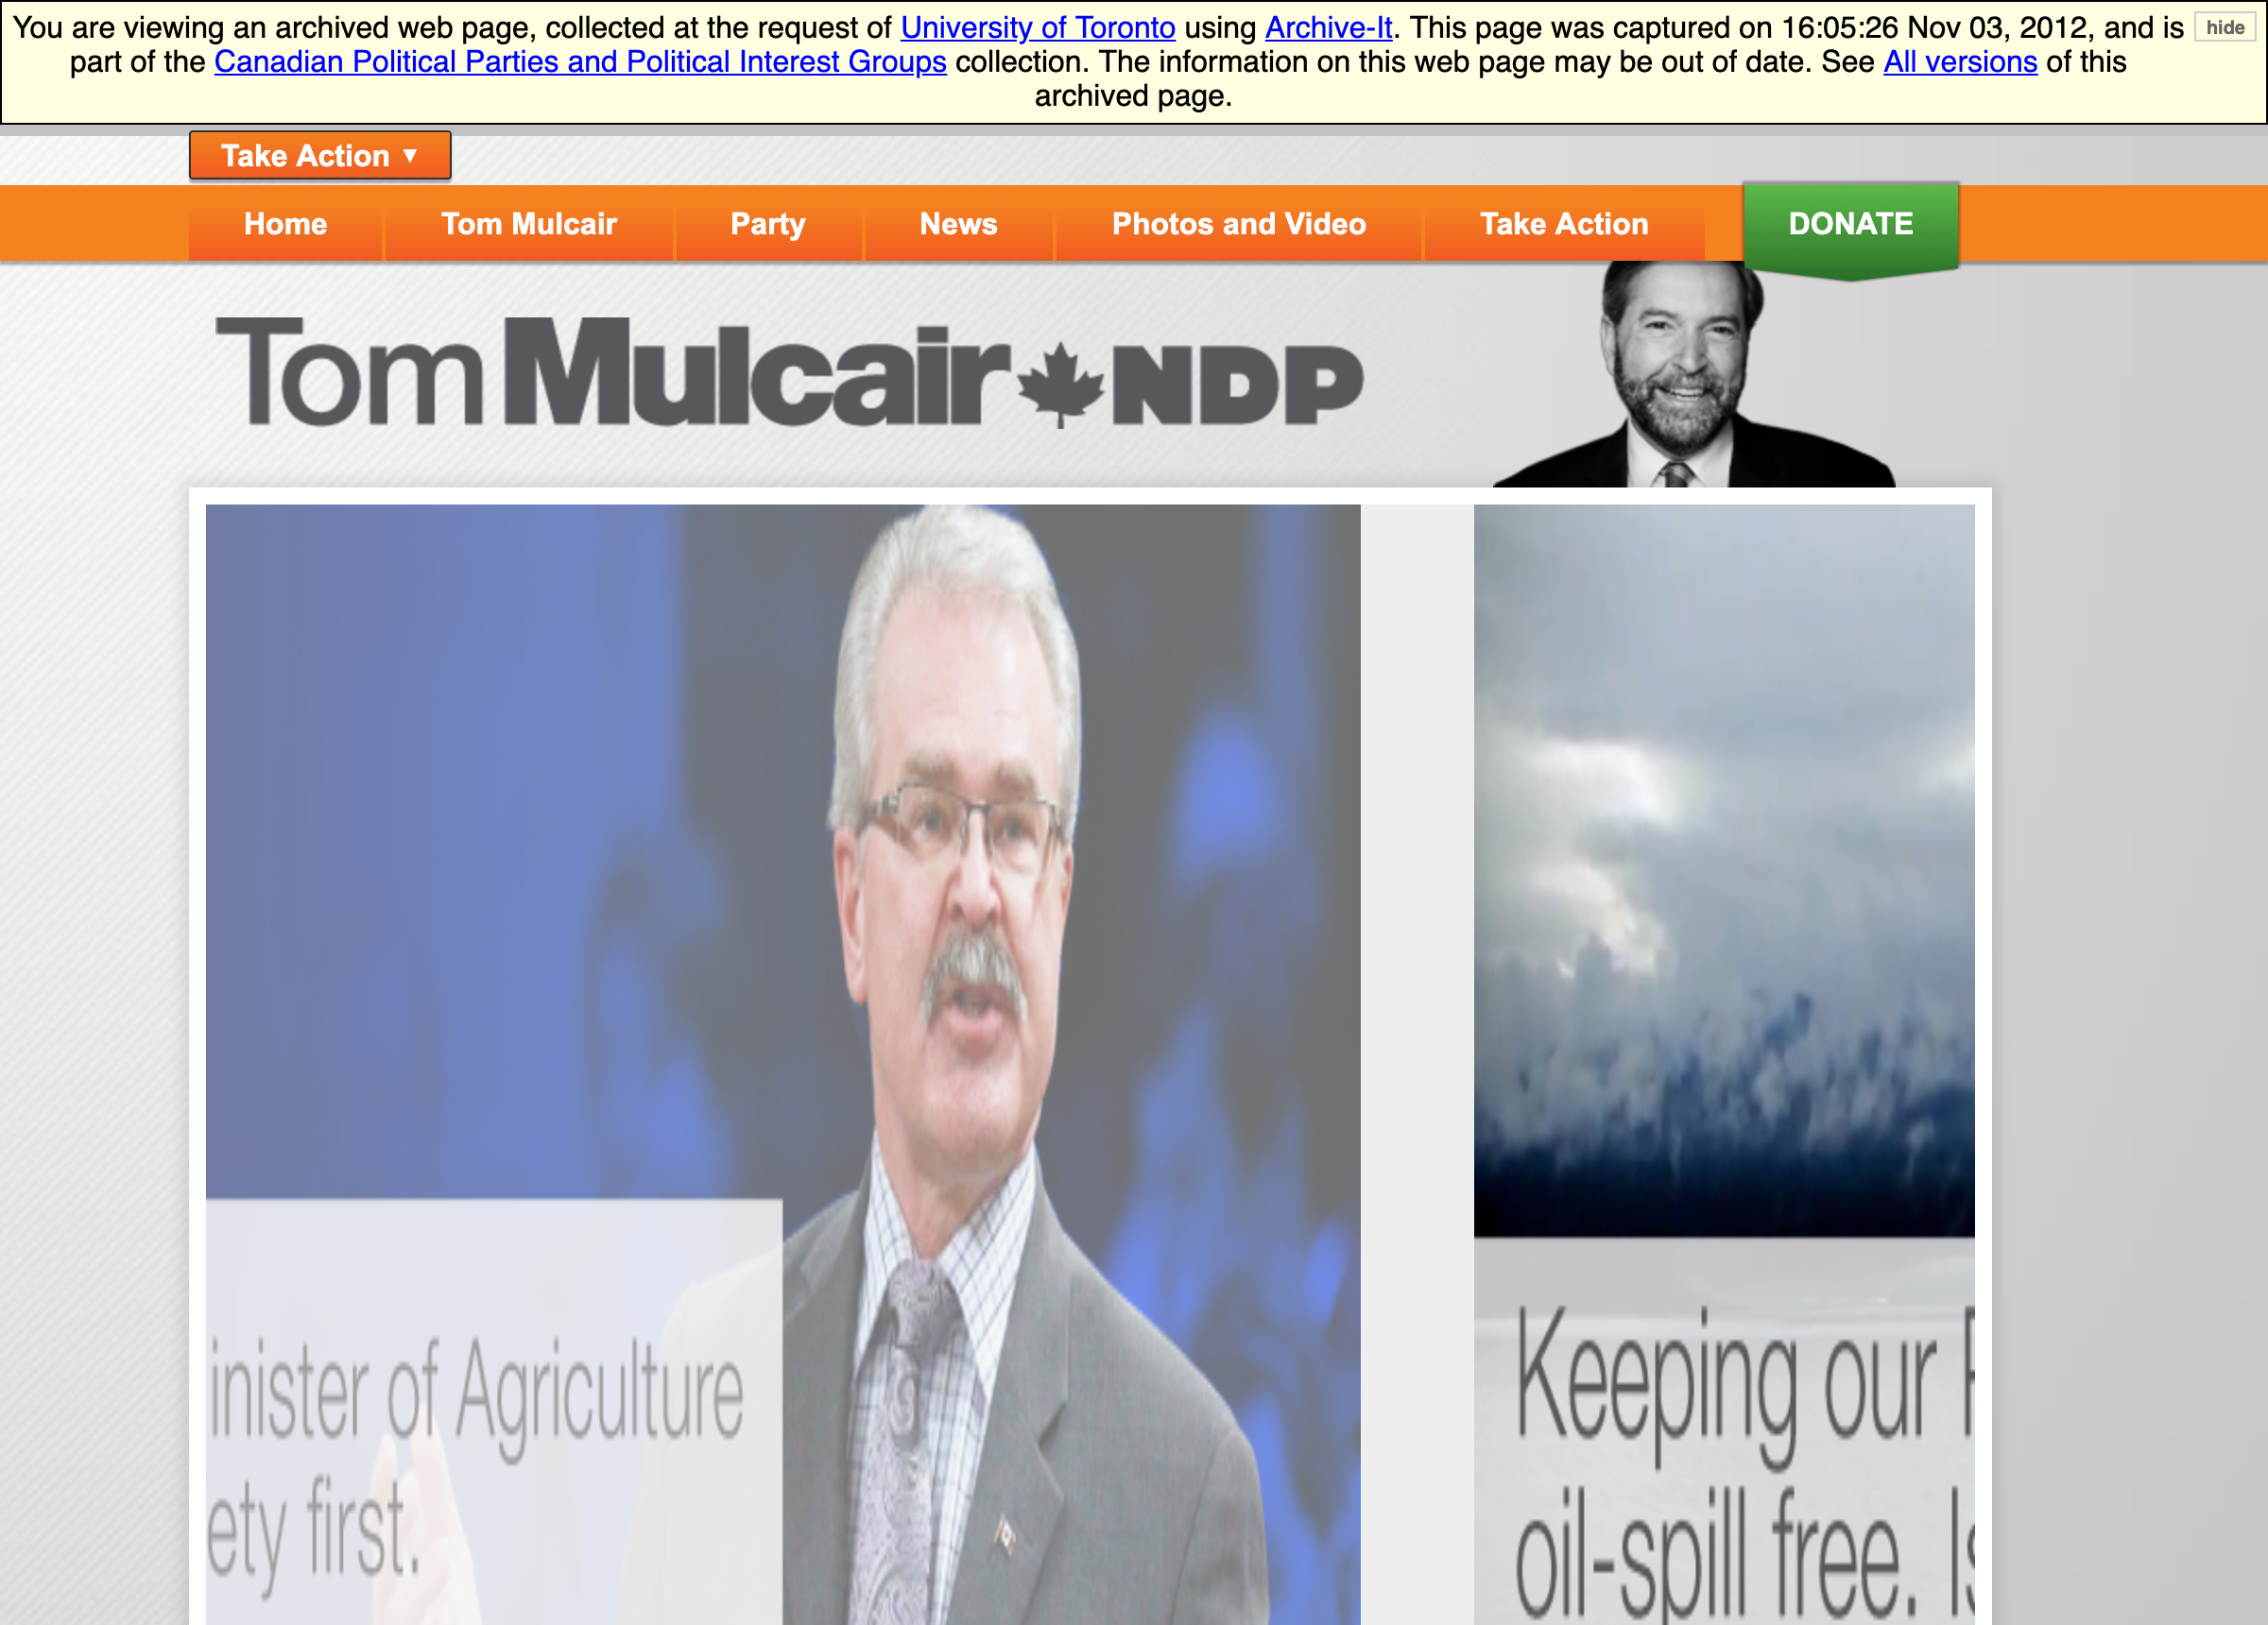 You are viewing an archived web page, collected at the request of University of Toronto using Archive-It. This page was captured on 16:05:26 Nov 03, 2012, and is
hide
part of the Canadian Political Parties and Political Interest Groups collection. The information on this web page may be out of date. See All versions of this
archived page.
Take Action ▼
Home Tom Mulcair Party News Photos and Video Take Action DONATE
Tom Mulcair NDP
inister of Agriculture
ety first.
Keeping our
oil-spill free.